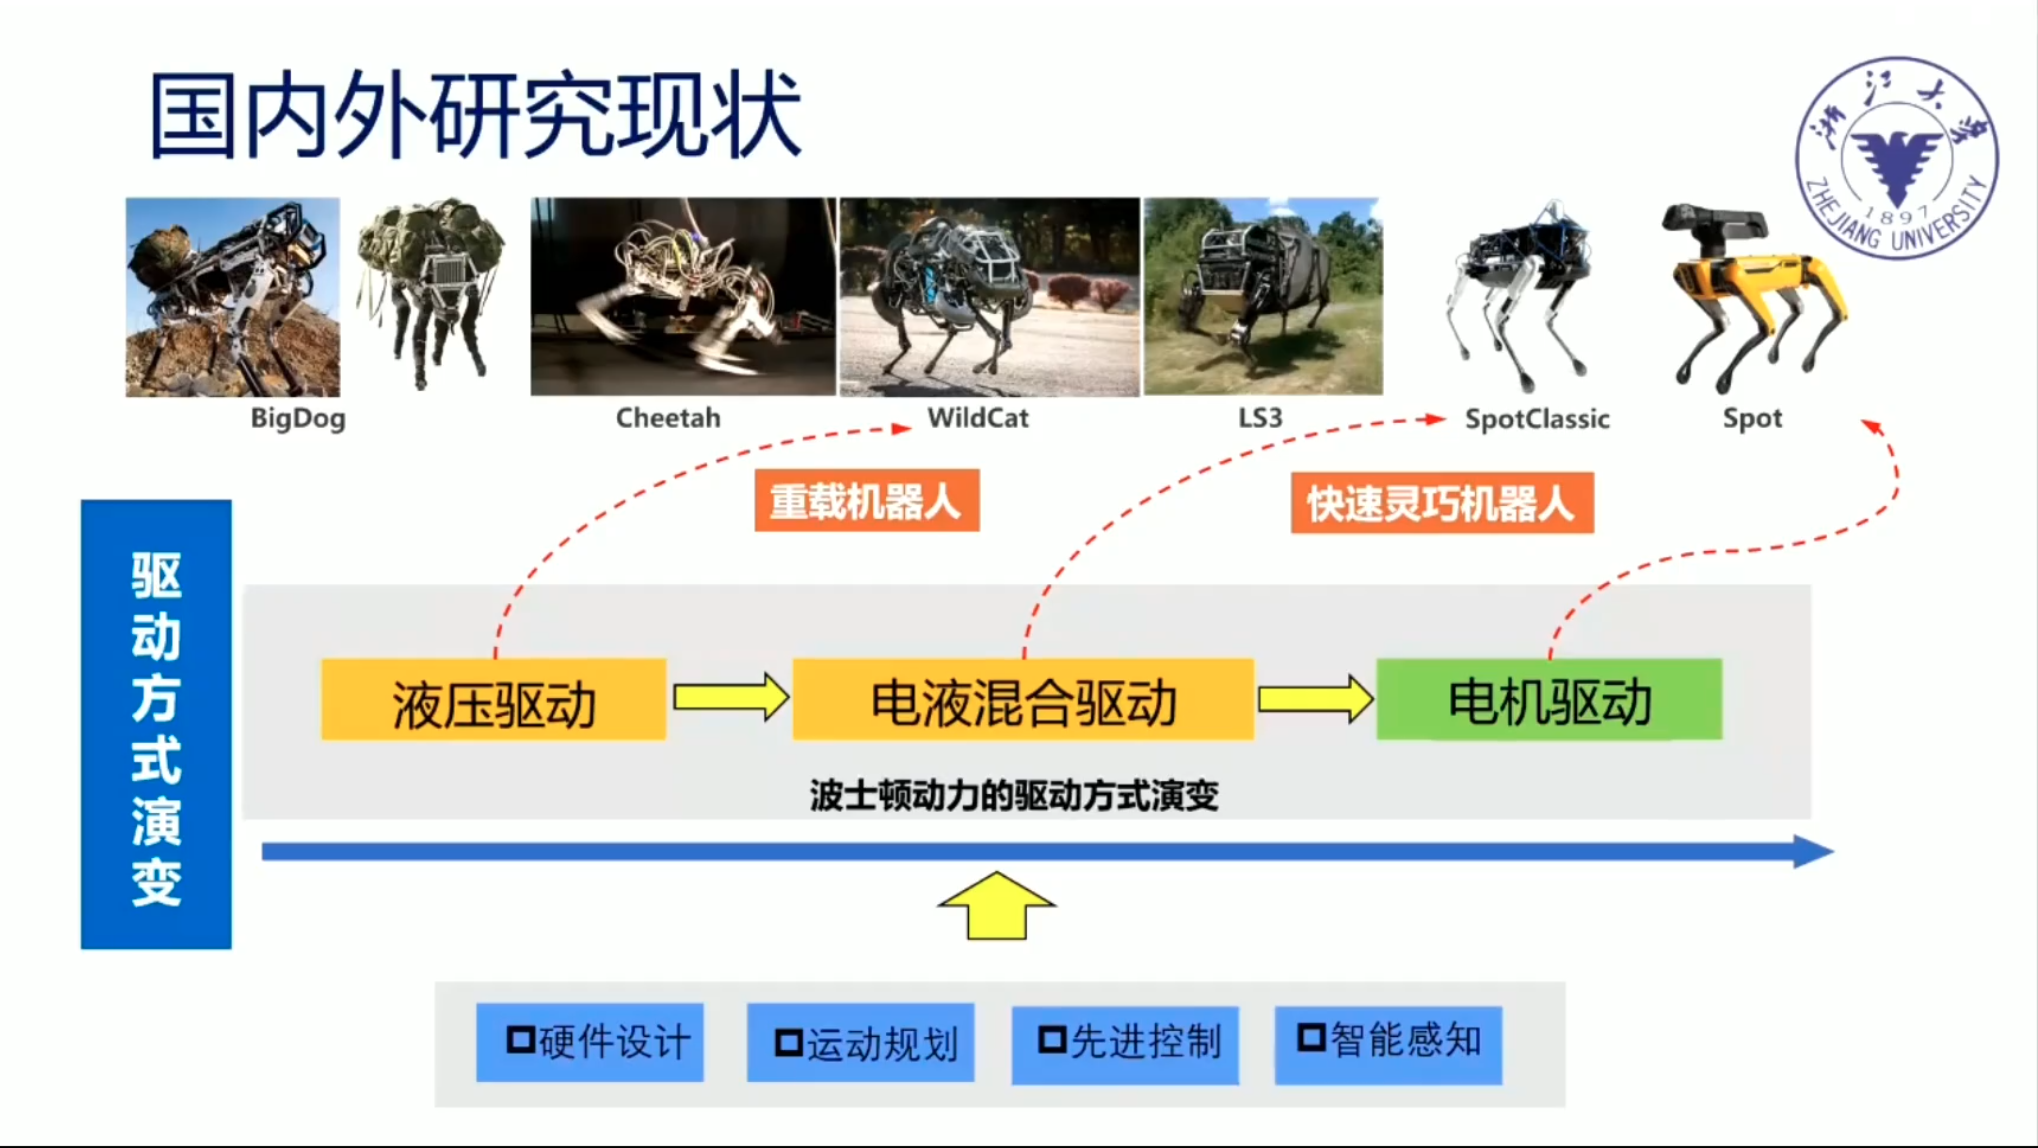 国内外研究现状
浙江大学
ZHEJIANG UNIVERSITY
1897
BigDog
Cheetah
WildCat
LS3
SpotClassic
Spot
重载机器人
快速灵巧机器人
驱动方式演变
液压驱动
电液混合驱动
电机驱动
波士顿动力的驱动方式演变
硬件设计
运动规划
先进控制
智能感知